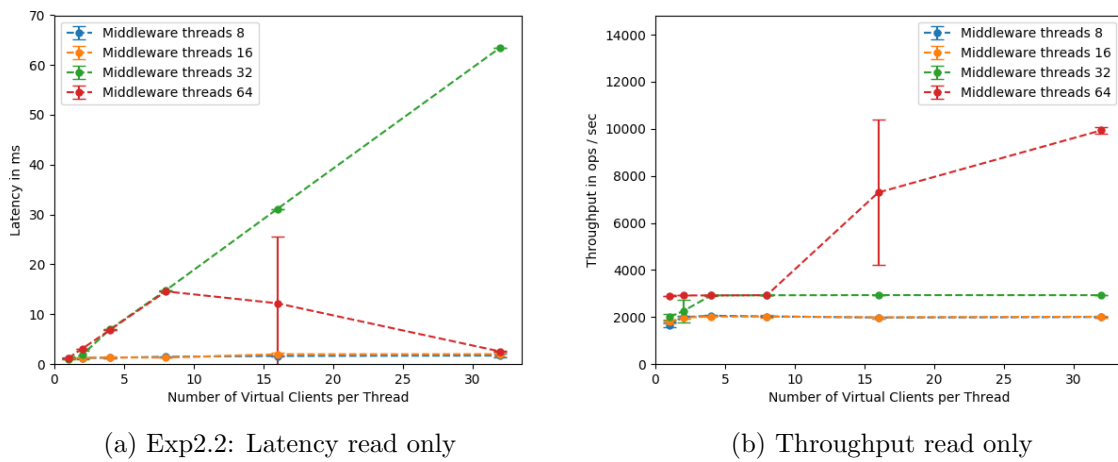 70
60
50
40
30
20
10
0
Latency in ms
Middleware threads 8
Middleware threads 16
Middleware threads 32
Middleware threads 64
0
5
10
15
20
25
30
Number of Virtual Clients per Thread
(a) Exp2.2: Latency read only
14000
12000
10000
8000
6000
4000
2000
0
Throughput in ops / sec
Middleware threads 8
Middleware threads 16
Middleware threads 32
Middleware threads 64
0
5
10
15
20
25
30
Number of Virtual Clients per Thread
(b) Throughput read only